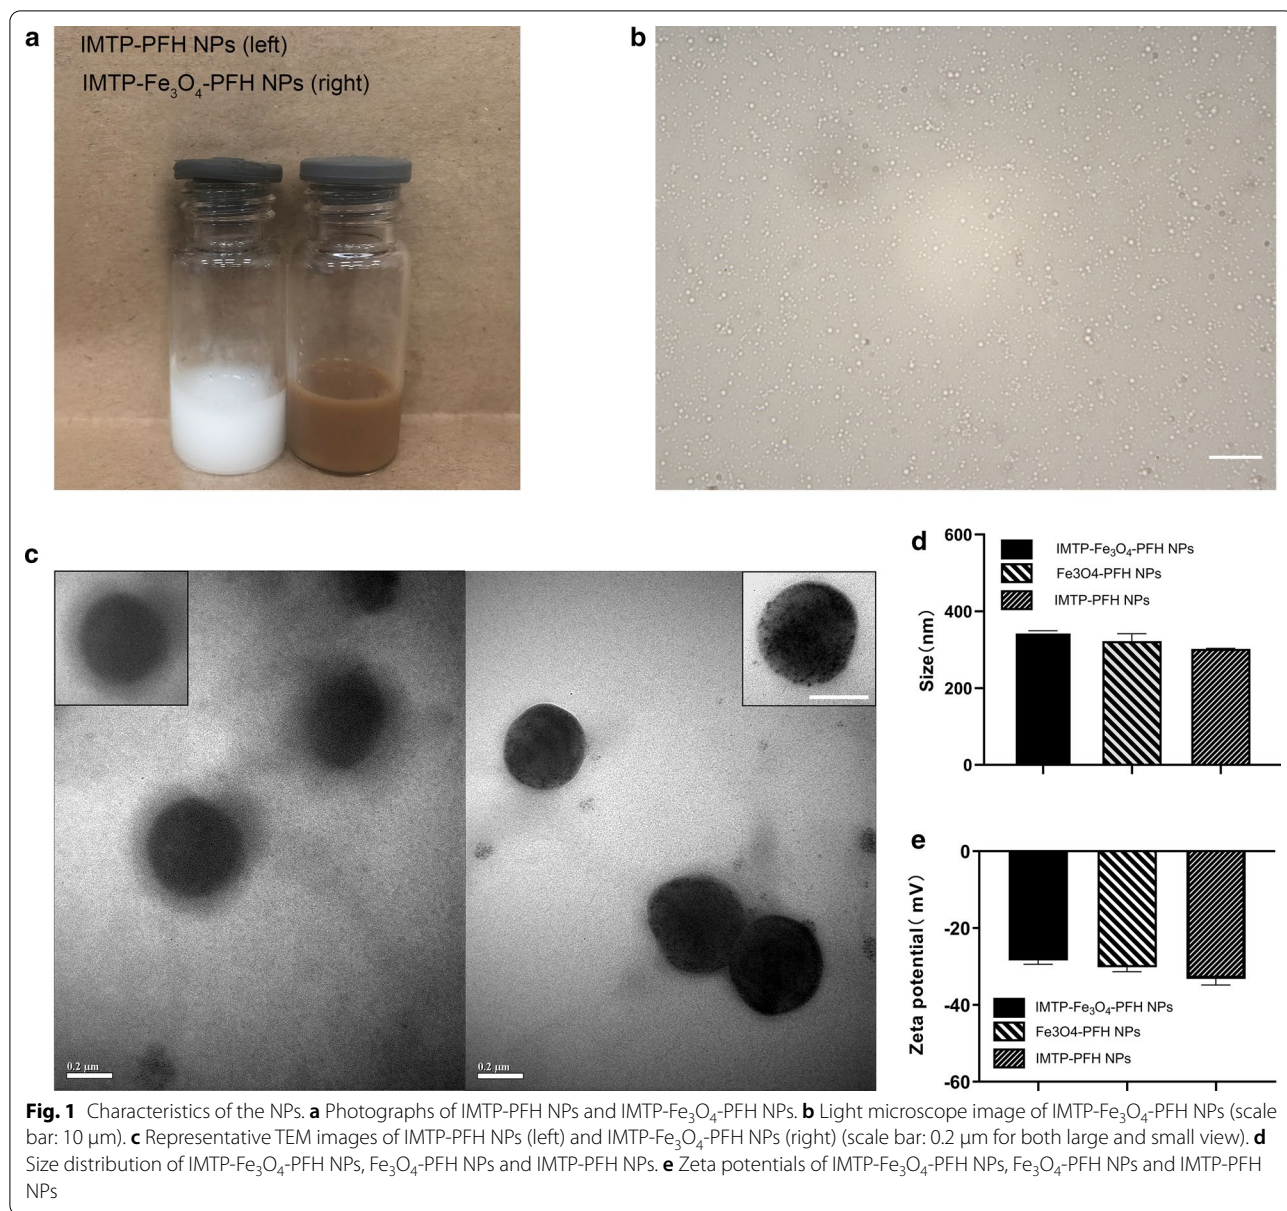 a
IMTP-PFH NPs (left)
IMTP-Fe₃O₄-PFH NPs (right)
b
c
0.2 μm
0.2 μm
d
600
400
200
0
Size(nm)
IMTP-Fe₃O₄-PFH NPs
Fe3O4-PFH NPs
IMTP-PFH NPs
e
0
-20
-40
-60
Zeta potential( mV)
IMTP-Fe₃O₄-PFH NPs
Fe3O4-PFH NPs
IMTP-PFH NPs
Fig. 1 Characteristics of the NPs. a Photographs of IMTP-PFH NPs and IMTP-Fe₃O₄-PFH NPs. b Light microscope image of IMTP-Fe₃O₄-PFH NPs (scale
bar: 10 μm). c Representative TEM images of IMTP-PFH NPs (left) and IMTP-Fe₃O₄-PFH NPs (right) (scale bar: 0.2 μm for both large and small view). d
Size distribution of IMTP-Fe₃O₄-PFH NPs, Fe₃O₄-PFH NPs and IMTP-PFH NPs. e Zeta potentials of IMTP-Fe₃O₄-PFH NPs, Fe₃O₄-PFH NPs and IMTP-PFH
NPs